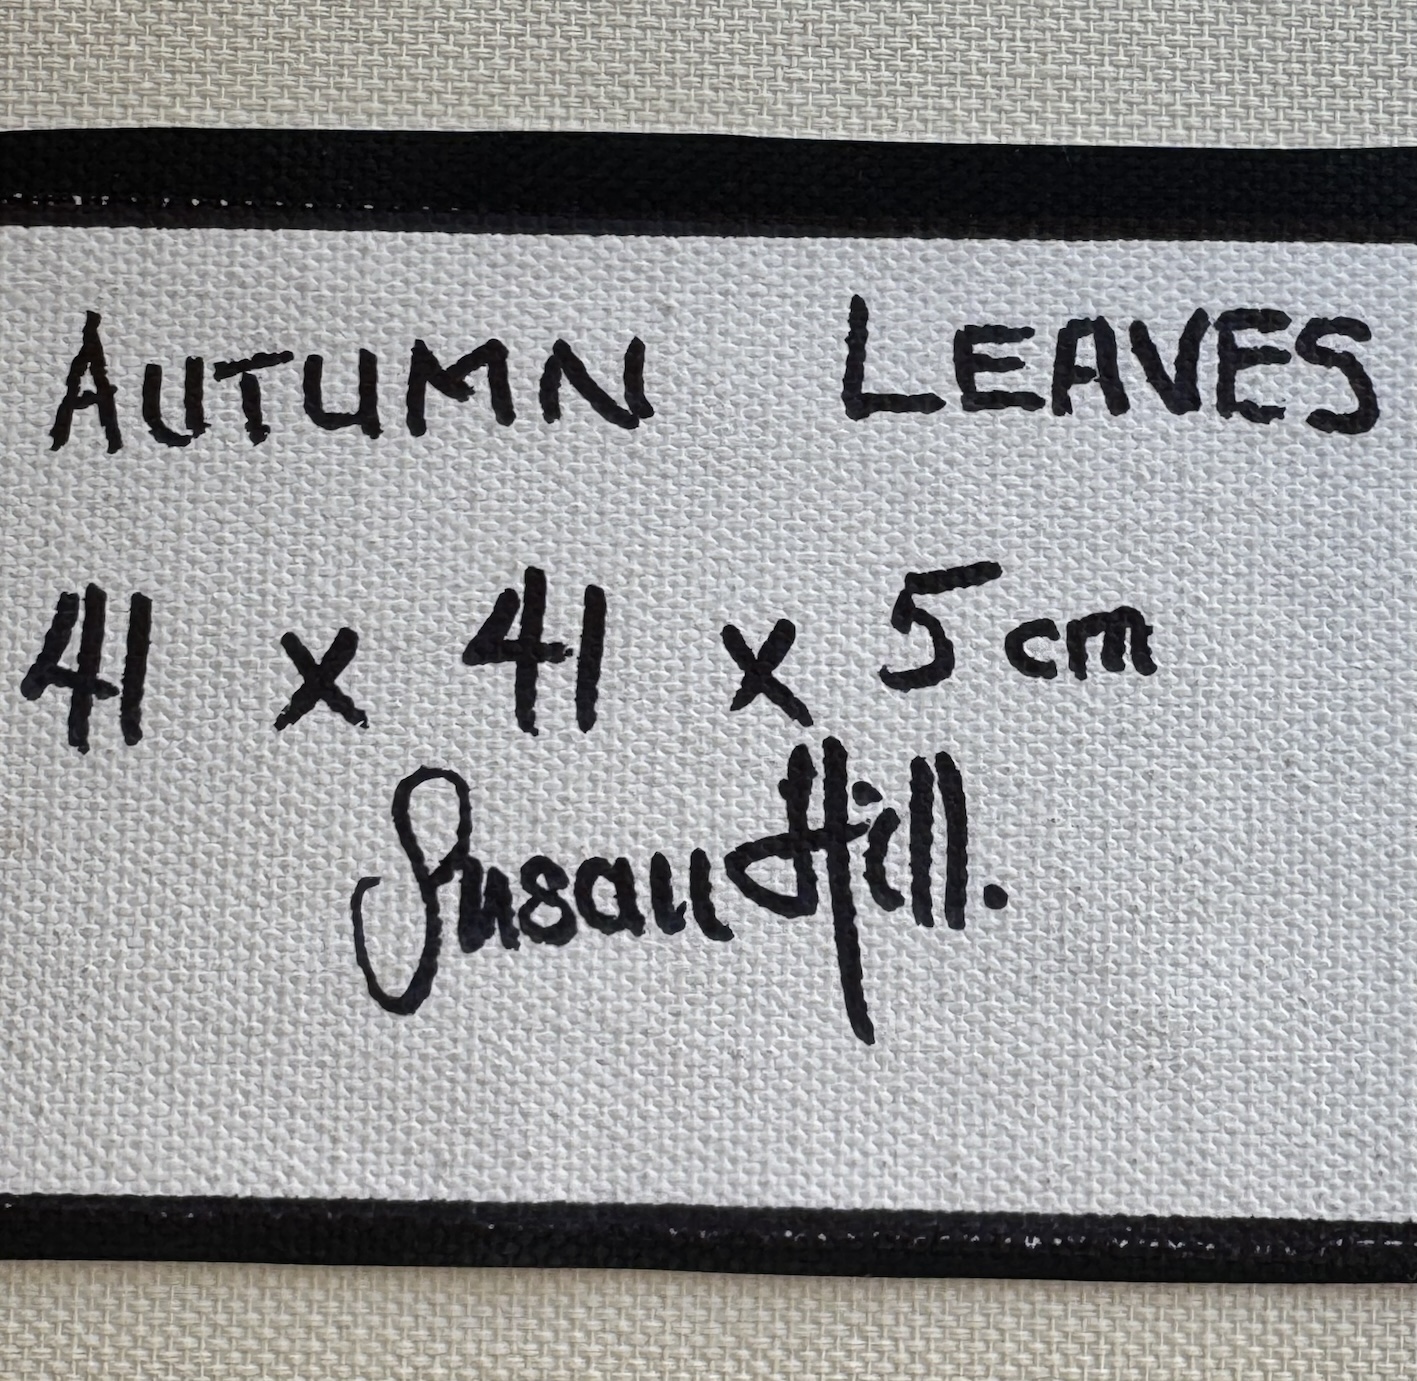 AUTUMN LEAVES
41 x 41 x 5 cm
Susan Hill.